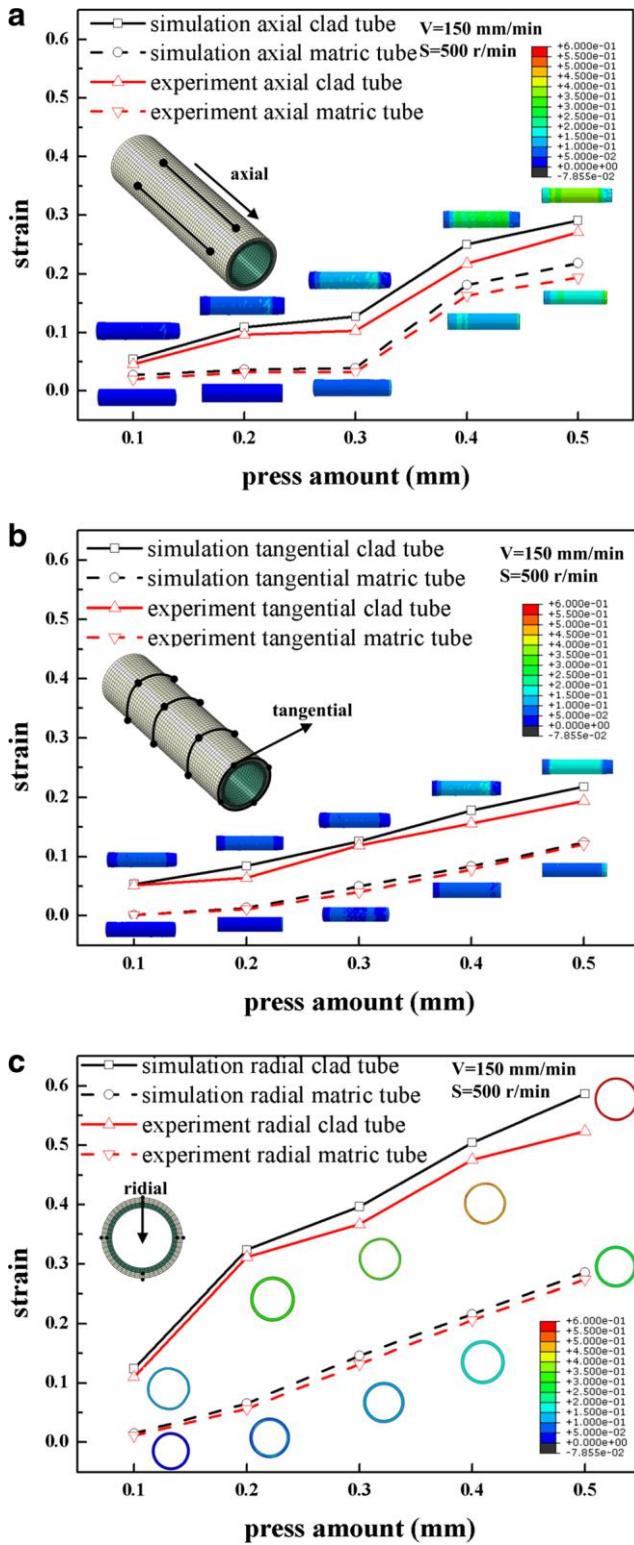 a
simulation axial clad tube
simulation axial matric tube
experiment axial clad tube
experiment axial matric tube
V=150 mm/min
S=500 r/min
+6.000e-01
+5.500e-01
+5.000e-01
+4.500e-01
+4.000e-01
+3.500e-01
+3.000e-01
+2.500e-01
+2.000e-01
+1.500e-01
+1.000e-01
+5.000e-02
+0.000e+00
-7.855e-02
axial
strain
0.6
0.5
0.4
0.3
0.2
0.1
0.0
0.1 0.2 0.3 0.4 0.5
press amount (mm)
b
simulation tangential clad tube
simulation tangential matric tube
experiment tangential clad tube
experiment tangential matric tube
V=150 mm/min
S=500 r/min
+6.000e-01
+5.500e-01
+5.000e-01
+4.500e-01
+4.000e-01
+3.500e-01
+3.000e-01
+2.500e-01
+2.000e-01
+1.500e-01
+1.000e-01
+5.000e-02
+0.000e+00
-7.855e-02
tangential
strain
0.6
0.5
0.4
0.3
0.2
0.1
0.0
0.1 0.2 0.3 0.4 0.5
press amount (mm)
c
simulation radial clad tube
simulation radial matric tube
experiment radial clad tube
experiment radial matric tube
V=150 mm/min
S=500 r/min
ridial
strain
0.6
0.5
0.4
0.3
0.2
0.1
0.0
+6.000e-01
+5.500e-01
+5.000e-01
+4.500e-01
+4.000e-01
+3.500e-01
+3.000e-01
+2.500e-01
+2.000e-01
+1.500e-01
+1.000e-01
+5.000e-02
+0.000e+00
-7.855e-02
0.1 0.2 0.3 0.4 0.5
press amount (mm)